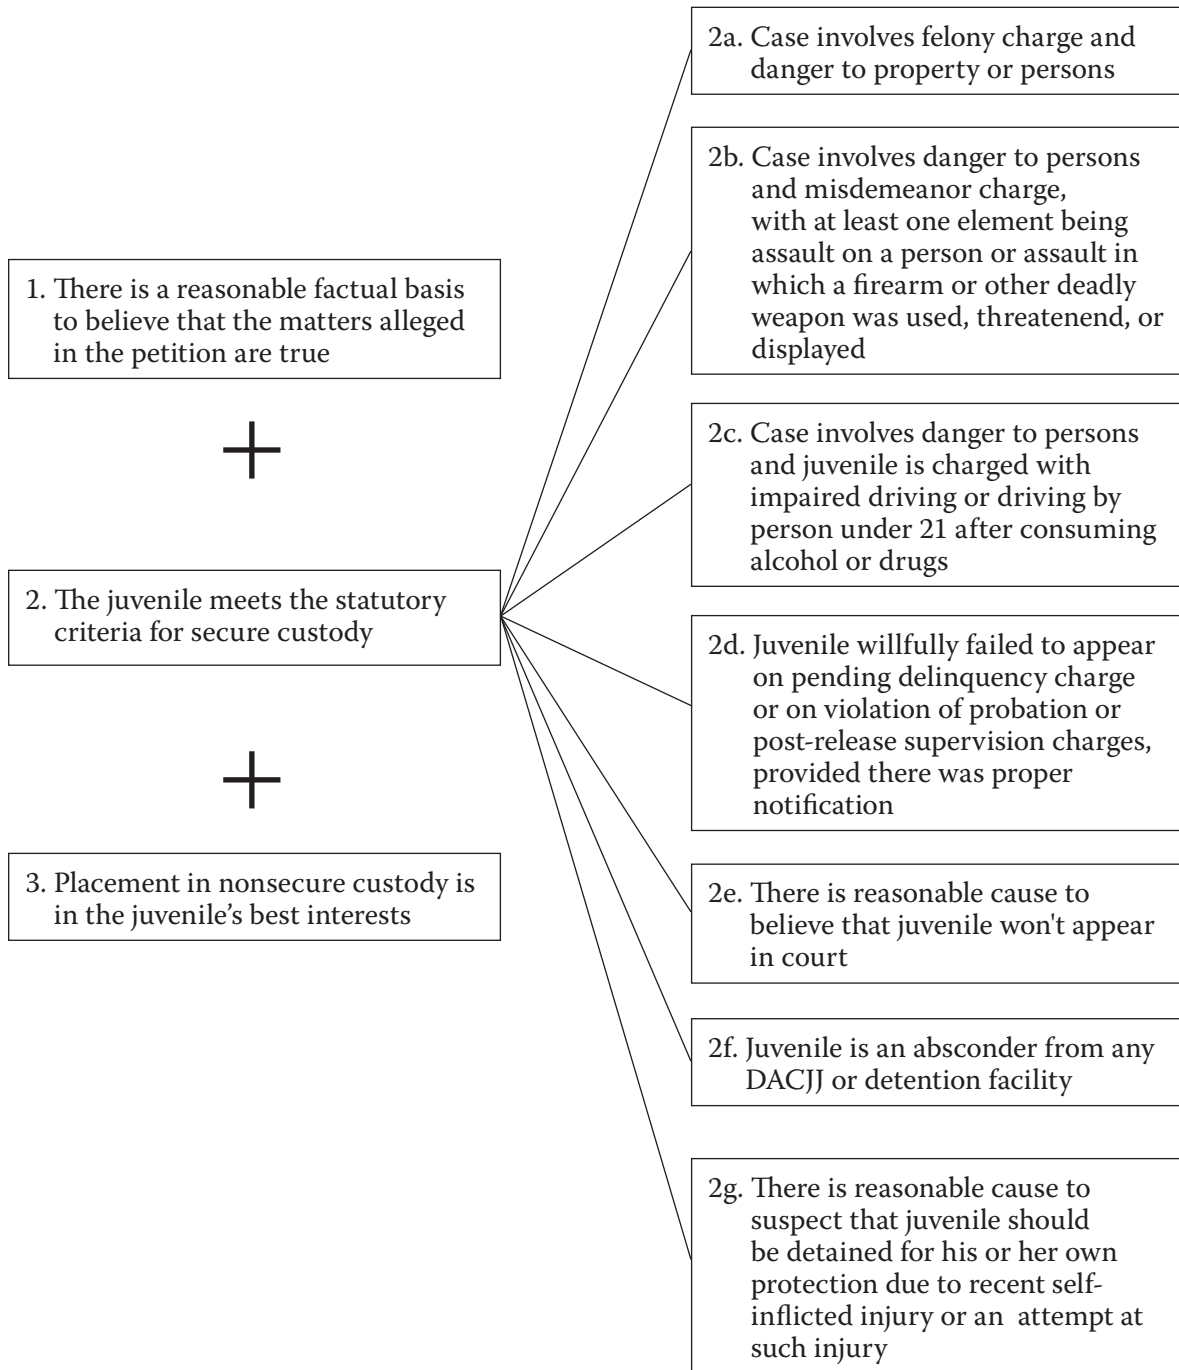 1. There is a reasonable factual basis
to believe that the matters alleged
in the petition are true
+
2. The juvenile meets the statutory
criteria for secure custody
+
3. Placement in nonsecure custody is
in the juvenile’s best interests
2a. Case involves felony charge and
danger to property or persons
2b. Case involves danger to persons
and misdemeanor charge,
with at least one element being
assault on a person or assault in
which a firearm or other deadly
weapon was used, threatenend, or
displayed
2c. Case involves danger to persons
and juvenile is charged with
impaired driving or driving by
person under 21 after consuming
alcohol or drugs
2d. Juvenile willfully failed to appear
on pending delinquency charge
or on violation of probation or
post-release supervision charges,
provided there was proper
notification
2e. There is reasonable cause to
believe that juvenile won't appear
in court
2f. Juvenile is an absconder from any
DACJJ or detention facility
2g. There is reasonable cause to
suspect that juvenile should
be detained for his or her own
protection due to recent self-
inflicted injury or an attempt at
such injury